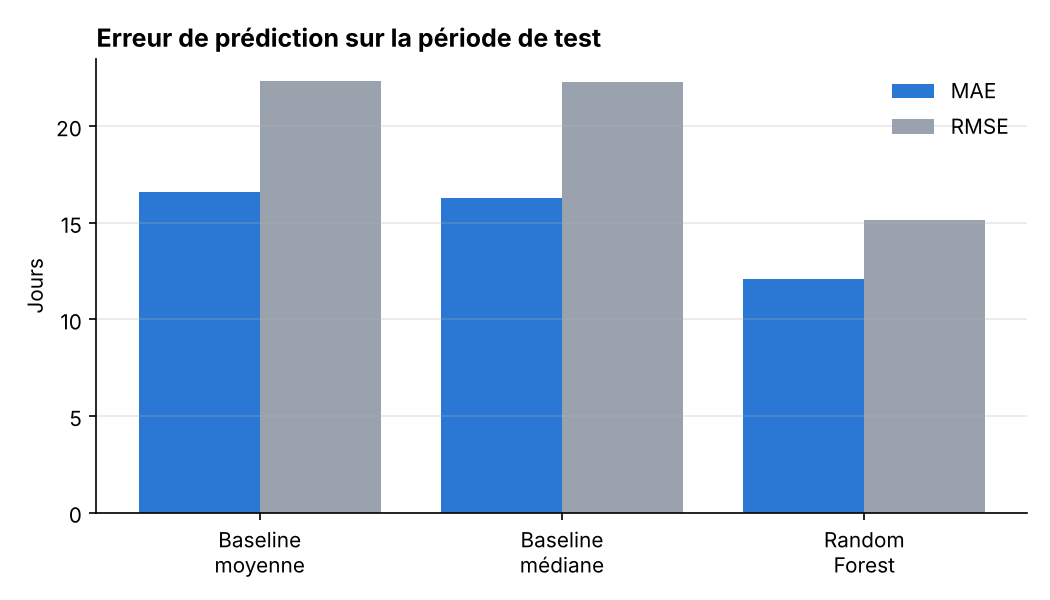 Erreur de prédiction sur la période de test
MAE
RMSE
20
15
10
5
0
Jours
Baseline
moyenne
Baseline
médiane
Random
Forest